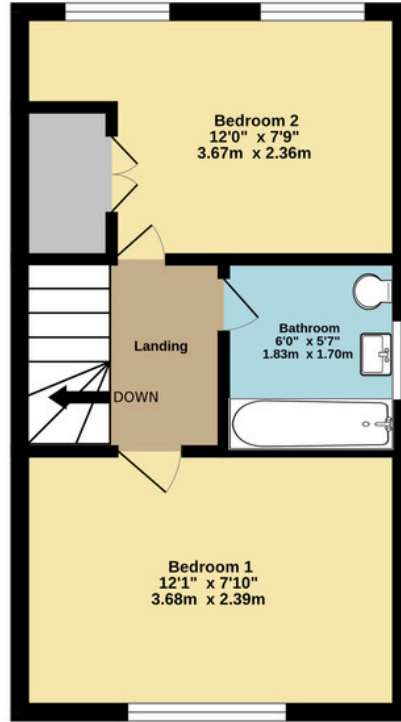 Bedroom 2
12'0" x 7'9"
3.67m x 2.36m
Bathroom
6'0" x 5'7"
1.83m x 1.70m
Landing
DOWN
Bedroom 1
12'1" x 7'10"
3.68m x 2.39m